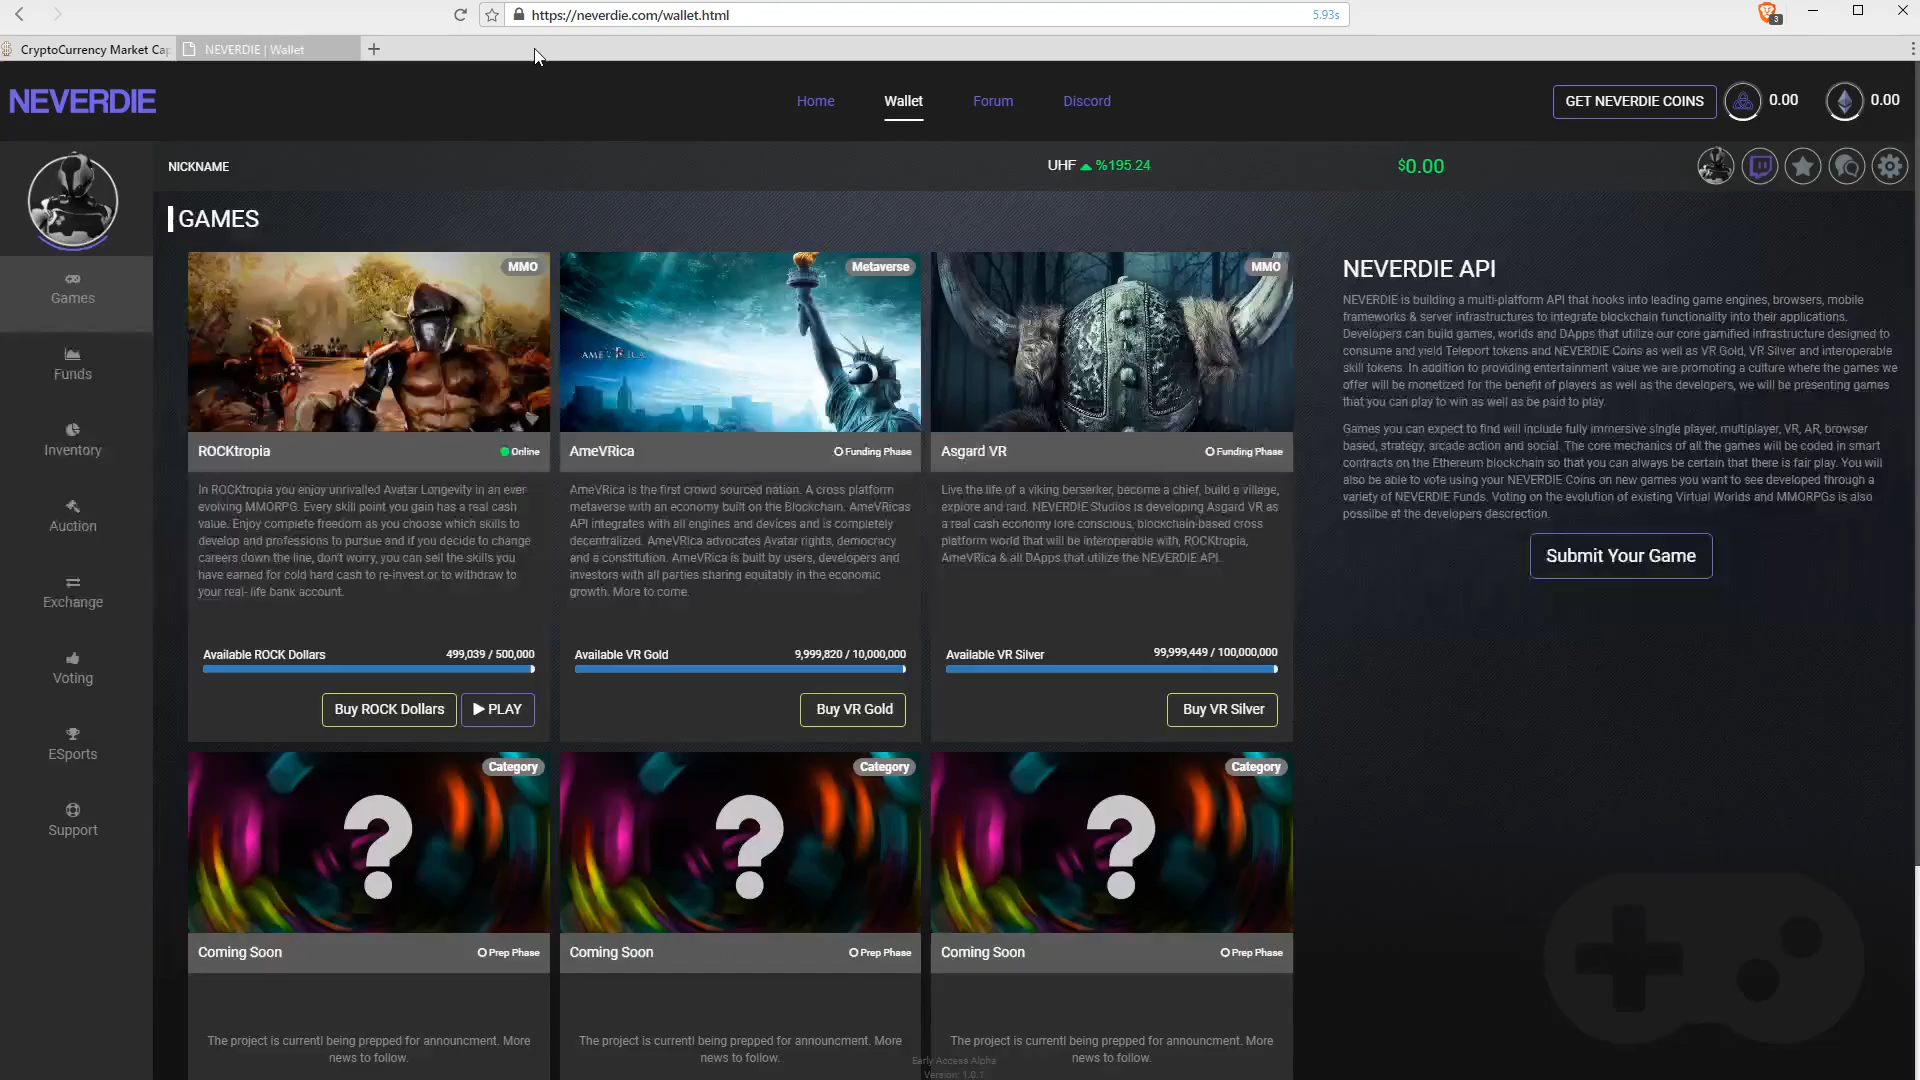 https://neverdie.com/wallet.html
5.93s
3
CryptoCurrency Market Ca
NEVERDIE | Wallet
NEVERDIE
Home
Wallet
Forum
Discord
GET NEVERDIE COINS
0.00
0.00
NICKNAME
UHF %195.24
$0.00
Games
Funds
Inventory
Auction
Exchange
Voting
ESports
Support
GAMES
MMO
ROCKtropia
Online
In ROCKtropia you enjoy unrivalled Avatar Longevity in an ever
evolving MMORPG. Every skill point you gain has a real cash
value. Enjoy complete freedom as you choose which skills to
develop and professions to pursue and if you decide to change
careers down the line, don't worry, you can sell the skills you
have earned for cold hard cash to re-invest or to withdraw to
your real- life bank account.
Available ROCK Dollars
499,039 / 500,000
Buy ROCK Dollars
PLAY
Metaverse
AMEVRICA
AmeVRica
Funding Phase
AmeVRica is the first crowd sourced nation. A cross platform
metaverse with an economy built on the Blockchain. AmeVRicas
API integrates with all engines and devices and is completely
decentralized. AmeVRica advocates Avatar rights, democracy
and a constitution. AmeVRica is built by users, developers and
investors with all parties sharing equitably in the economic
growth. More to come.
Available VR Gold
9,999,820 / 10,000,000
Buy VR Gold
MMO
Asgard VR
Funding Phase
Live the life of a viking berserker, become a chief, build a village,
explore and raid. NEVERDIE Studios is developing Asgard VR as
a real cash economy lore conscious, blockchain-based cross
platform world that will be interoperable with, ROCKtropia,
AmeVRica & all DApps that utilize the NEVERDIE API.
Available VR Silver
99,999,449 / 100,000,000
Buy VR Silver
NEVERDIE API
NEVERDIE is building a multi-platform API that hooks into leading game engines, browsers, mobile
frameworks & server infrastructures to integrate blockchain functionality into their applications.
Developers can build games, worlds and DApps that utilize our core gamified infrastructure designed to
consume and yield Teleport tokens and NEVERDIE Coins as well as VR Gold, VR Silver and interoperable
skill tokens. In addition to providing entertainment value we are promoting a culture where the games we
offer will be monetized for the benefit of players as well as the developers, we will be presenting games
that you can play to win as well as be paid to play.
Games you can expect to find will include fully immersive single player, multiplayer, VR, AR, browser
based, strategy, arcade action and social. The core mechanics of all the games will be coded in smart
contracts on the Ethereum blockchain so that you can always be certain that there is fair play. You will
also be able to vote using your NEVERDIE Coins on new games you want to see developed through a
variety of NEVERDIE Funds. Voting on the evolution of existing Virtual Worlds and MMORPGs is also
possilbe at the developers descrection.
Submit Your Game
Category
?
Coming Soon
Prep Phase
The project is currentl being prepped for announcment. More
news to follow.
Category
?
Coming Soon
Prep Phase
The project is currentl being prepped for announcment. More
news to follow.
Category
?
Coming Soon
Prep Phase
The project is currentl being prepped for announcment. More
news to follow.
Early Access Alpha
Version: 1.0.1